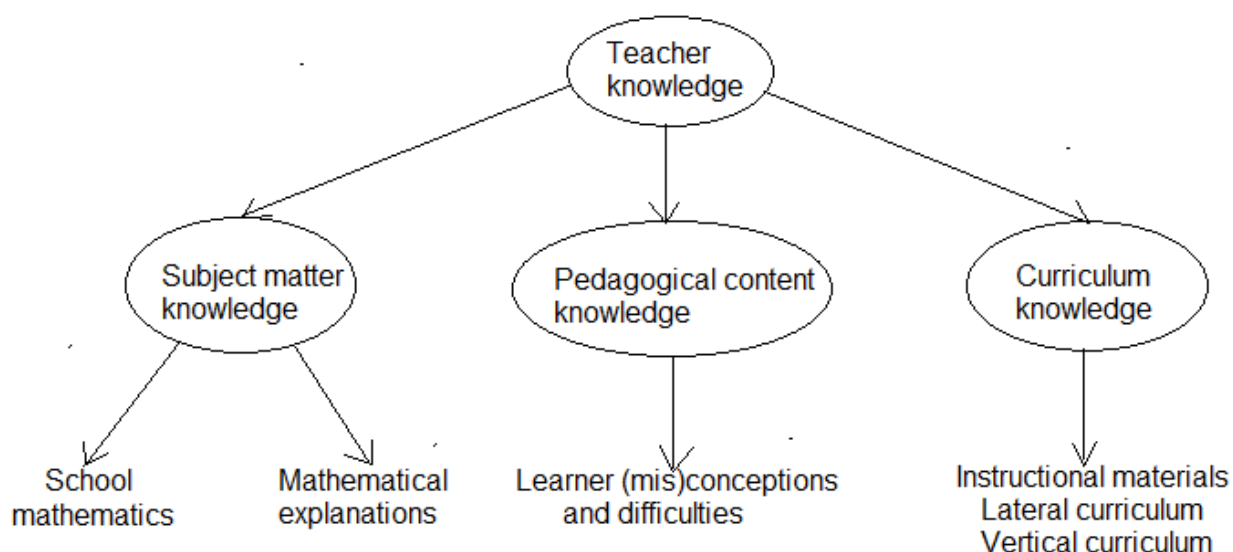 Teacher
knowledge
Subject matter
knowledge
Pedagogical content
knowledge
Curriculum
knowledge
School
mathematics
Mathematical
explanations
Learner (mis)conceptions
and difficulties
Instructional materials
Lateral curriculum
Vertical curriculum